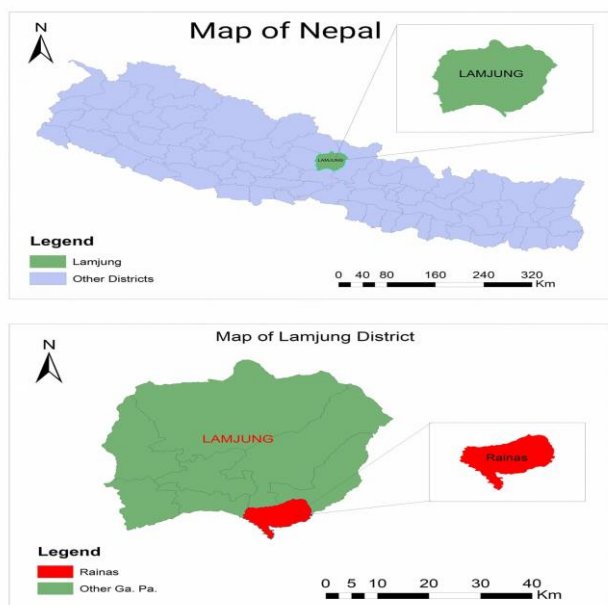 Map of Nepal
N
LAMJUNG
LAMJUNG
Legend
Lamjung
Other Districts
0 40 80 160 240 320
Km
Map of Lamjung District
N
LAMJUNG
Rainas
Legend
Rainas
Other Ga. Pa.
0 5 10 20 30 40
Km